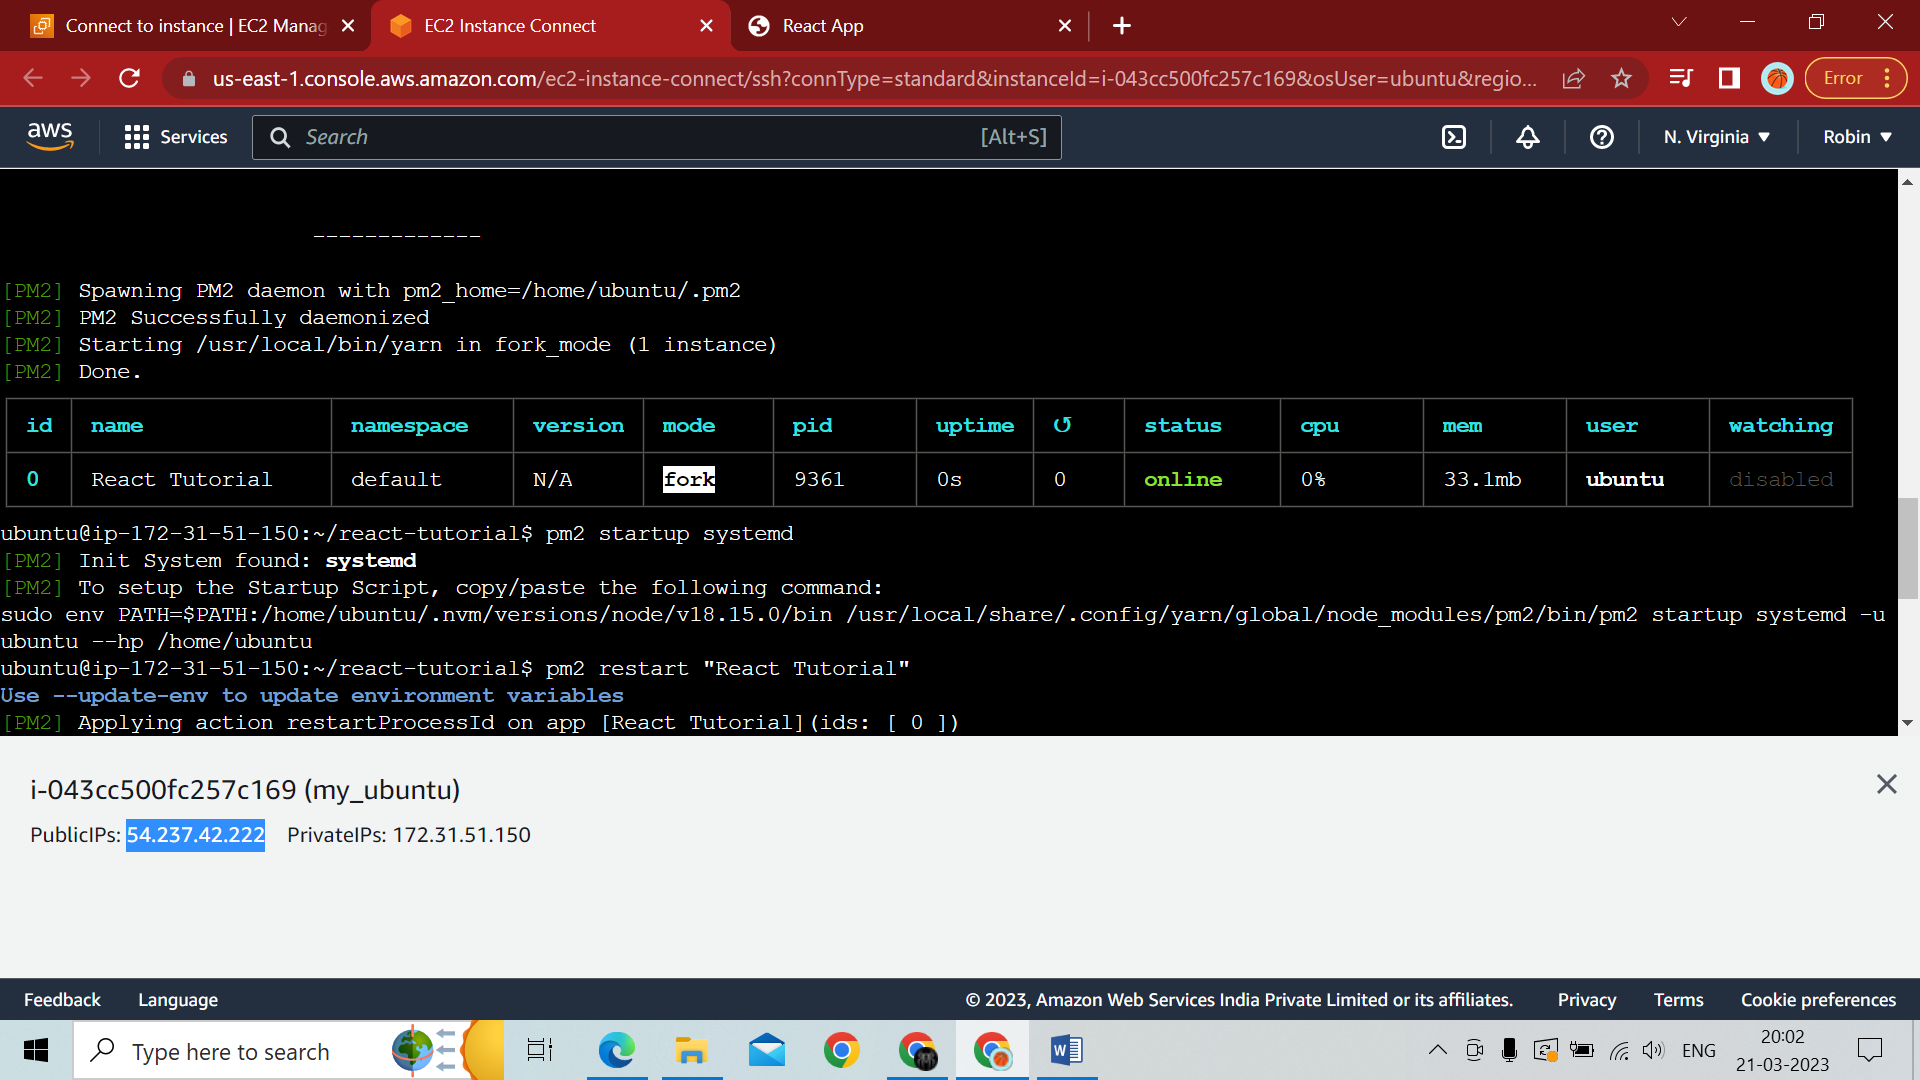 Connect to instance | EC2 Manag
EC2 Instance Connect
React App
us-east-1.console.aws.amazon.com/ec2-instance-connect/ssh?connType=standard&instanceId=i-043cc500fc257c169&osUser=ubuntu&regio...
Error
aws
Services
Search
[Alt+S]
N. Virginia
Robin
-------------
[PM2] Spawning PM2 daemon with pm2_home=/home/ubuntu/.pm2
[PM2] PM2 Successfully daemonized
[PM2] Starting /usr/local/bin/yarn in fork_mode (1 instance)
[PM2] Done.
id name namespace version mode pid uptime ↺ status cpu mem user watching
0 React Tutorial default N/A fork 9361 0s 0 online 0% 33.1mb ubuntu disabled
ubuntu@ip-172-31-51-150:~/react-tutorial$ pm2 startup systemd
[PM2] Init System found: systemd
[PM2] To setup the Startup Script, copy/paste the following command:
sudo env PATH=$PATH:/home/ubuntu/.nvm/versions/node/v18.15.0/bin /usr/local/share/.config/yarn/global/node_modules/pm2/bin/pm2 startup systemd -u
ubuntu --hp /home/ubuntu
ubuntu@ip-172-31-51-150:~/react-tutorial$ pm2 restart "React Tutorial"
Use --update-env to update environment variables
[PM2] Applying action restartProcessId on app [React Tutorial](ids: [ 0 ])
i-043cc500fc257c169 (my_ubuntu)
PublicIPs: 54.237.42.222 PrivateIPs: 172.31.51.150
Feedback Language © 2023, Amazon Web Services India Private Limited or its affiliates. Privacy Terms Cookie preferences
Type here to search
W
ENG
20:02
21-03-2023